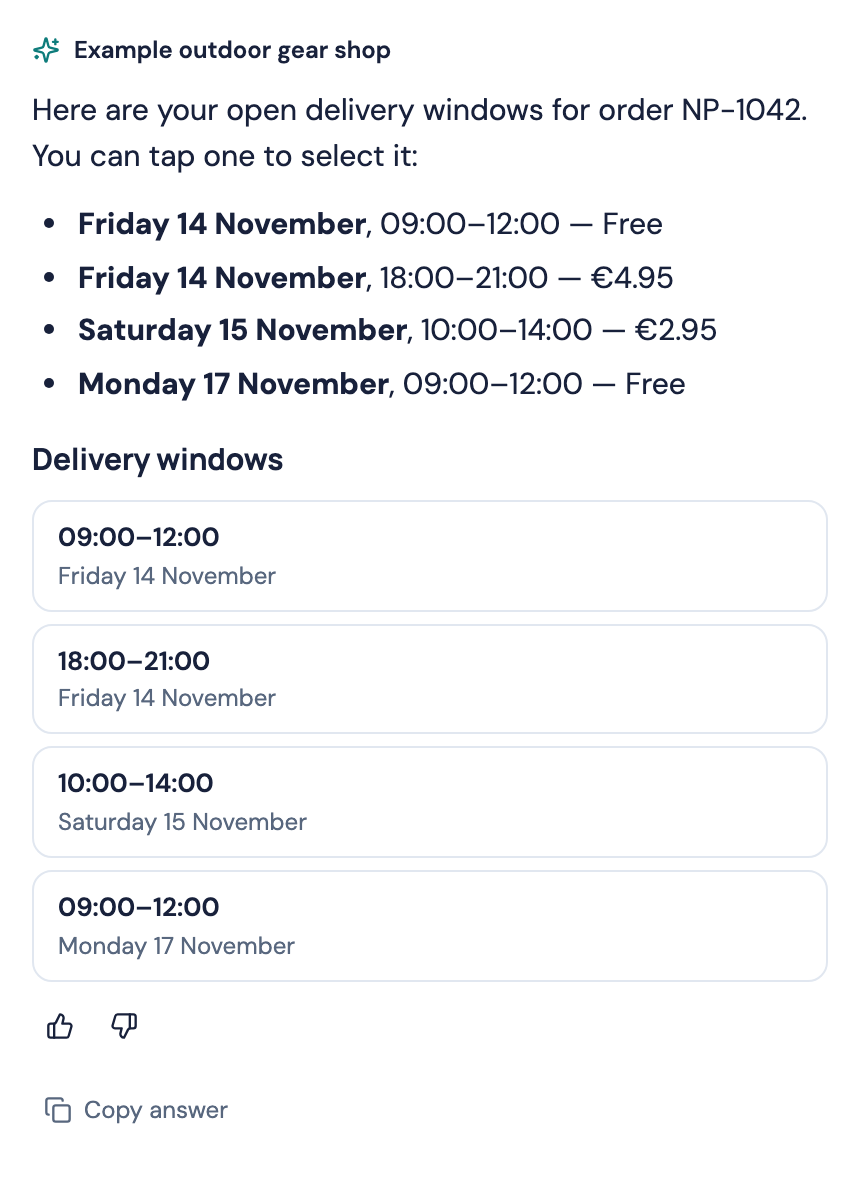 Example outdoor gear shop
Here are your open delivery windows for order NP-1042.
You can tap one to select it:
• Friday 14 November, 09:00–12:00 — Free
• Friday 14 November, 18:00–21:00 — €4.95
• Saturday 15 November, 10:00–14:00 — €2.95
• Monday 17 November, 09:00–12:00 — Free
Delivery windows
09:00–12:00
Friday 14 November
18:00–21:00
Friday 14 November
10:00–14:00
Saturday 15 November
09:00–12:00
Monday 17 November
Copy answer